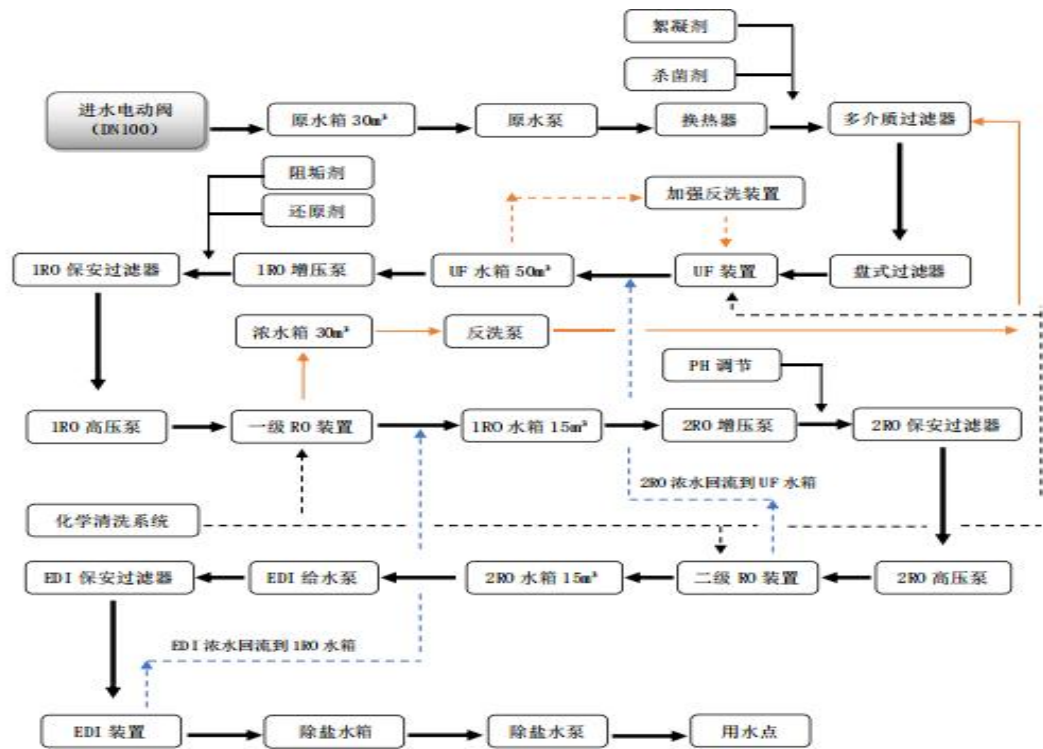 絮凝剂
杀菌剂
进水电动阀
(DN100)
原水箱 30m³
原水泵
换热器
多介质过滤器
阻垢剂
还原剂
加强反洗装置
1RO 保安过滤器
1RO 增压泵
UF 水箱 50m³
UF 装置
盘式过滤器
浓水箱 30m³
反洗泵
PH 调节
1RO 高压泵
一级 RO 装置
1RO 水箱 15m³
2RO 增压泵
2RO 保安过滤器
2RO 浓水回流到 UF 水箱
化学清洗系统
EDI 保安过滤器
EDI 给水泵
2RO 水箱 15m³
二级 RO 装置
2RO 高压泵
EDI 浓水回流到 1RO 水箱
EDI 装置
除盐水箱
除盐水泵
用水点